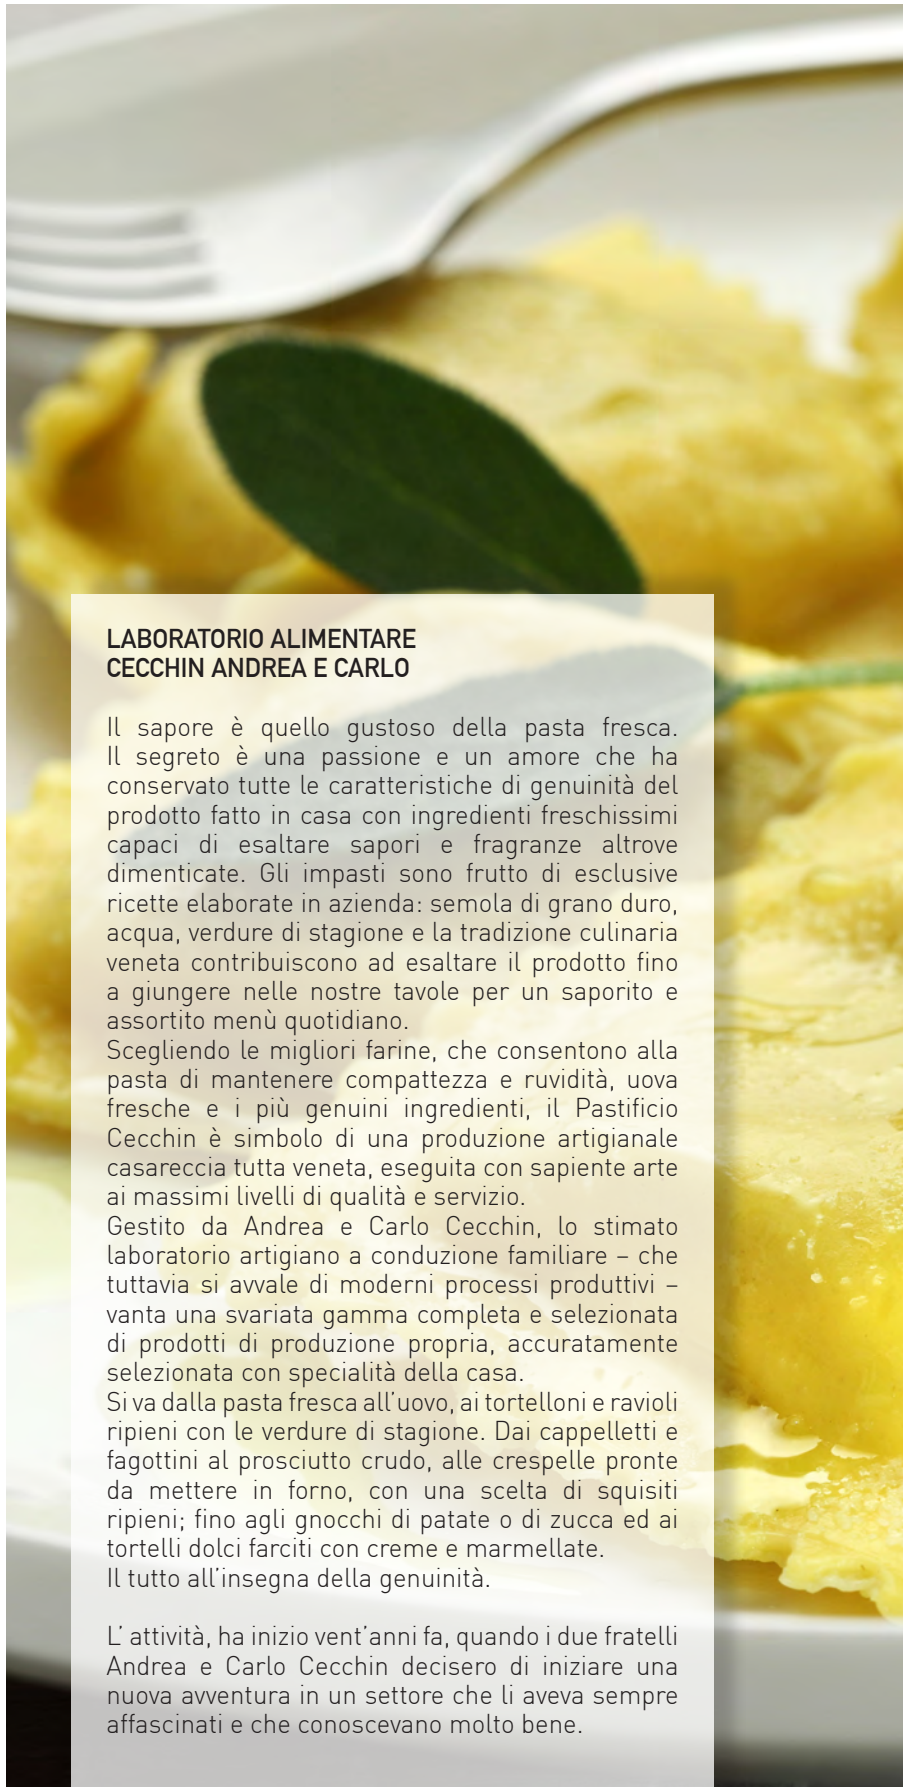 LABORATORIO ALIMENTARE
CECCHIN ANDREA E CARLO
Il sapore è quello gustoso della pasta fresca.
Il segreto è una passione e un amore che ha
conservato tutte le caratteristiche di genuinità del
prodotto fatto in casa con ingredienti freschissimi
capaci di esaltare sapori e fragranze altrove
dimenticate. Gli impasti sono frutto di esclusive
ricette elaborate in azienda: semola di grano duro,
acqua, verdure di stagione e la tradizione culinaria
veneta contribuiscono ad esaltare il prodotto fino
a giungere nelle nostre tavole per un saporito e
assortito menù quotidiano.
Scegliendo le migliori farine, che consentono alla
pasta di mantenere compattezza e ruvidità, uova
fresche e i più genuini ingredienti, il Pastificio
Cecchin è simbolo di una produzione artigianale
casareccia tutta veneta, eseguita con sapiente arte
ai massimi livelli di qualità e servizio.
Gestito da Andrea e Carlo Cecchin, lo stimato
laboratorio artigiano a conduzione familiare – che
tuttavia si avvale di moderni processi produttivi –
vanta una svariata gamma completa e selezionata
di prodotti di produzione propria, accuratamente
selezionata con specialità della casa.
Si va dalla pasta fresca all’uovo, ai tortelloni e ravioli
ripieni con le verdure di stagione. Dai cappelletti e
fagottini al prosciutto crudo, alle crespelle pronte
da mettere in forno, con una scelta di squisiti
ripieni; fino agli gnocchi di patate o di zucca ed ai
tortelli dolci farciti con creme e marmellate.
Il tutto all’insegna della genuinità.
L’ attività, ha inizio vent’anni fa, quando i due fratelli
Andrea e Carlo Cecchin decisero di iniziare una
nuova avventura in un settore che li aveva sempre
affascinati e che conoscevano molto bene.